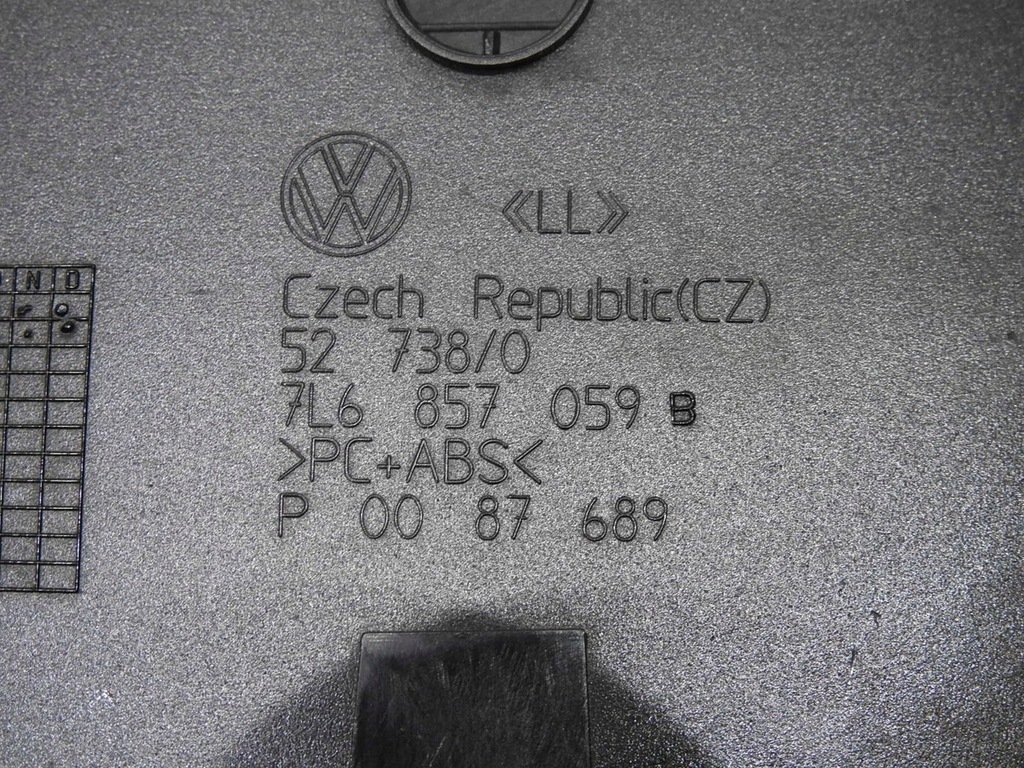 VW «LL»
Czech Republic(CZ)
52 738/0
7L6 857 059 B
>PC+ABS<
P 00 87 689
N D